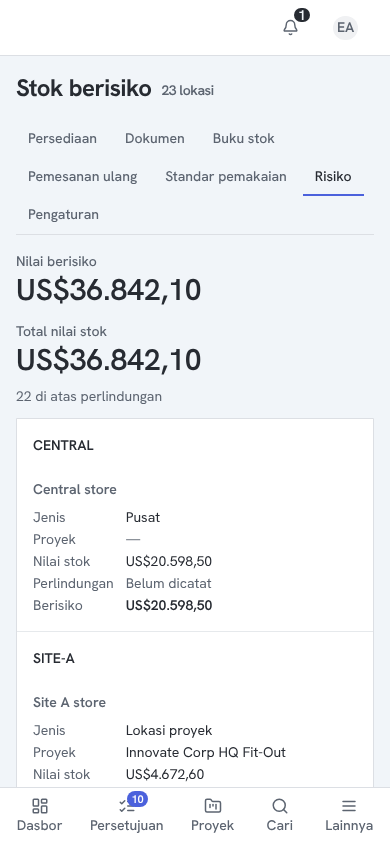 1
EA
Stok berisiko 23 lokasi
Persediaan Dokumen Buku stok
Pemesanan ulang Standar pemakaian Risiko
Pengaturan
Nilai berisiko
US$36.842,10
Total nilai stok
US$36.842,10
22 di atas perlindungan
CENTRAL
Central store
Jenis Pusat
Proyek —
Nilai stok US$20.598,50
Perlindungan Belum dicatat
Berisiko US$20.598,50
SITE-A
Site A store
Jenis Lokasi proyek
Proyek Innovate Corp HQ Fit-Out
Nilai stok US$4.672,60
10
Dasbor Persetujuan Proyek Cari Lainnya